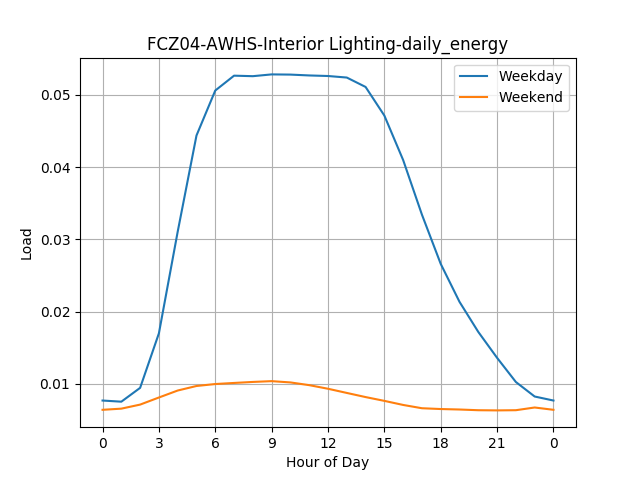 FCZ04-AWHS-Interior Lighting-daily_energy
Weekday
Weekend
0.05
0.04
0.03
0.02
0.01
Load
0 3 6 9 12 15 18 21 0
Hour of Day